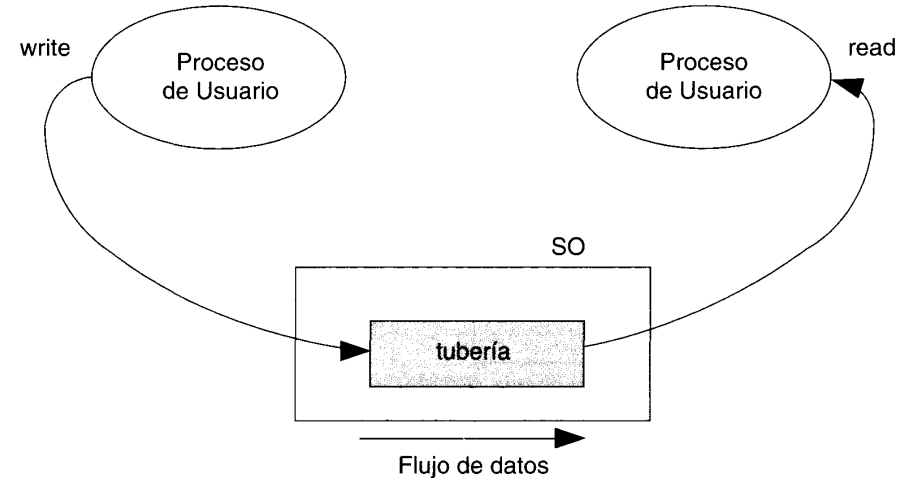 write
Proceso
de Usuario
Proceso
de Usuario
read
SO
tubería
Flujo de datos